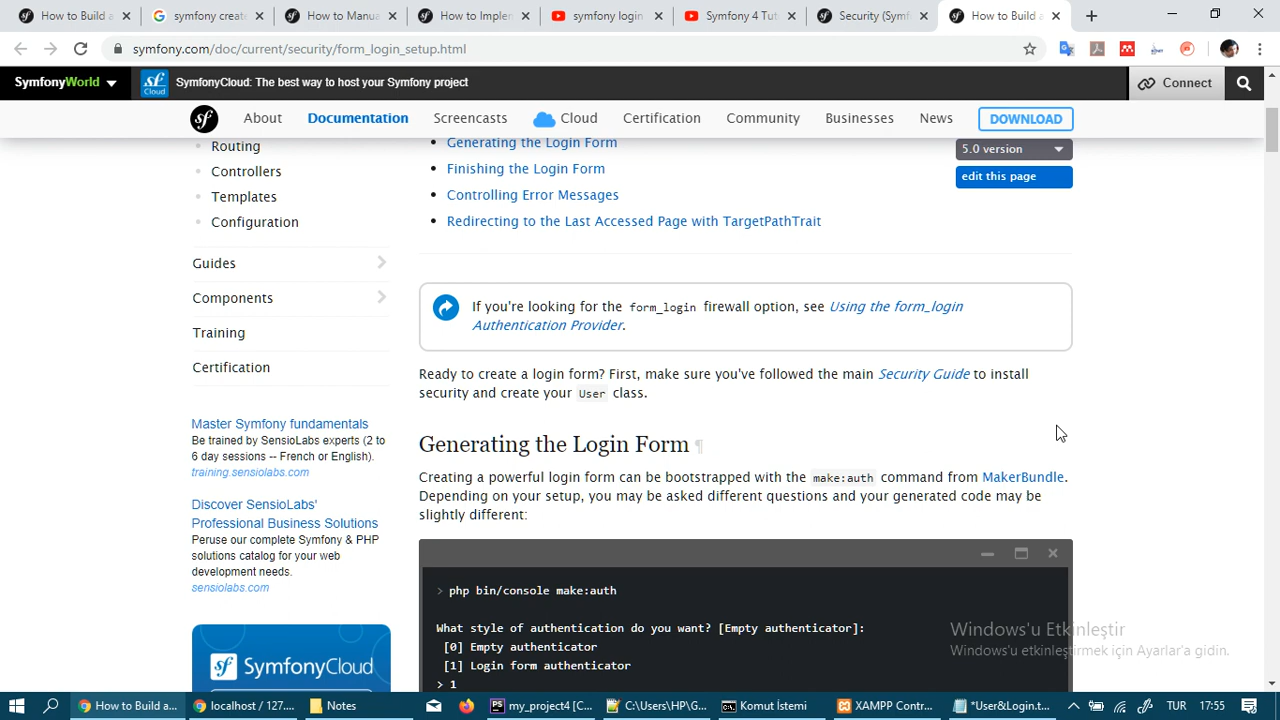 How to Build a
symfony create
How to Manua
How to Implen
symfony login
Symfony 4 Tut
Security (Symf
How to Build a
symfony.com/doc/current/security/form_login_setup.html
SymfonyWorld
sf Cloud
SymfonyCloud: The best way to host your Symfony project
Connect
sf About Documentation Screencasts Cloud Certification Community Businesses News DOWNLOAD
Routing
Controllers
Templates
Configuration
Guides
Components
Training
Certification
Master Symfony fundamentals
Be trained by SensioLabs experts (2 to
6 day sessions -- French or English).
training.sensiolabs.com
Discover SensioLabs'
Professional Business Solutions
Peruse our complete Symfony & PHP
solutions catalog for your web
development needs.
sensiolabs.com
sf SymfonyCloud
Generating the Login Form
Finishing the Login Form
Controlling Error Messages
Redirecting to the Last Accessed Page with TargetPathTrait
5.0 version
edit this page
If you're looking for the form_login firewall option, see Using the form_login
Authentication Provider.
Ready to create a login form? First, make sure you've followed the main Security Guide to install
security and create your User class.
Generating the Login Form ¶
Creating a powerful login form can be bootstrapped with the make:auth command from MakerBundle.
Depending on your setup, you may be asked different questions and your generated code may be
slightly different:
> php bin/console make:auth
What style of authentication do you want? [Empty authenticator]:
[0] Empty authenticator
[1] Login form authenticator
> 1
Windows'u Etkinleştir
Windows'u etkinleştirmek için Ayarlar'a gidin.
How to Build a...
localhost / 127....
Notes
my_project4 [C...
C:\Users\HP\G...
Komut İstemi
XAMPP Contr...
*User&Login.t...
TUR
17:55